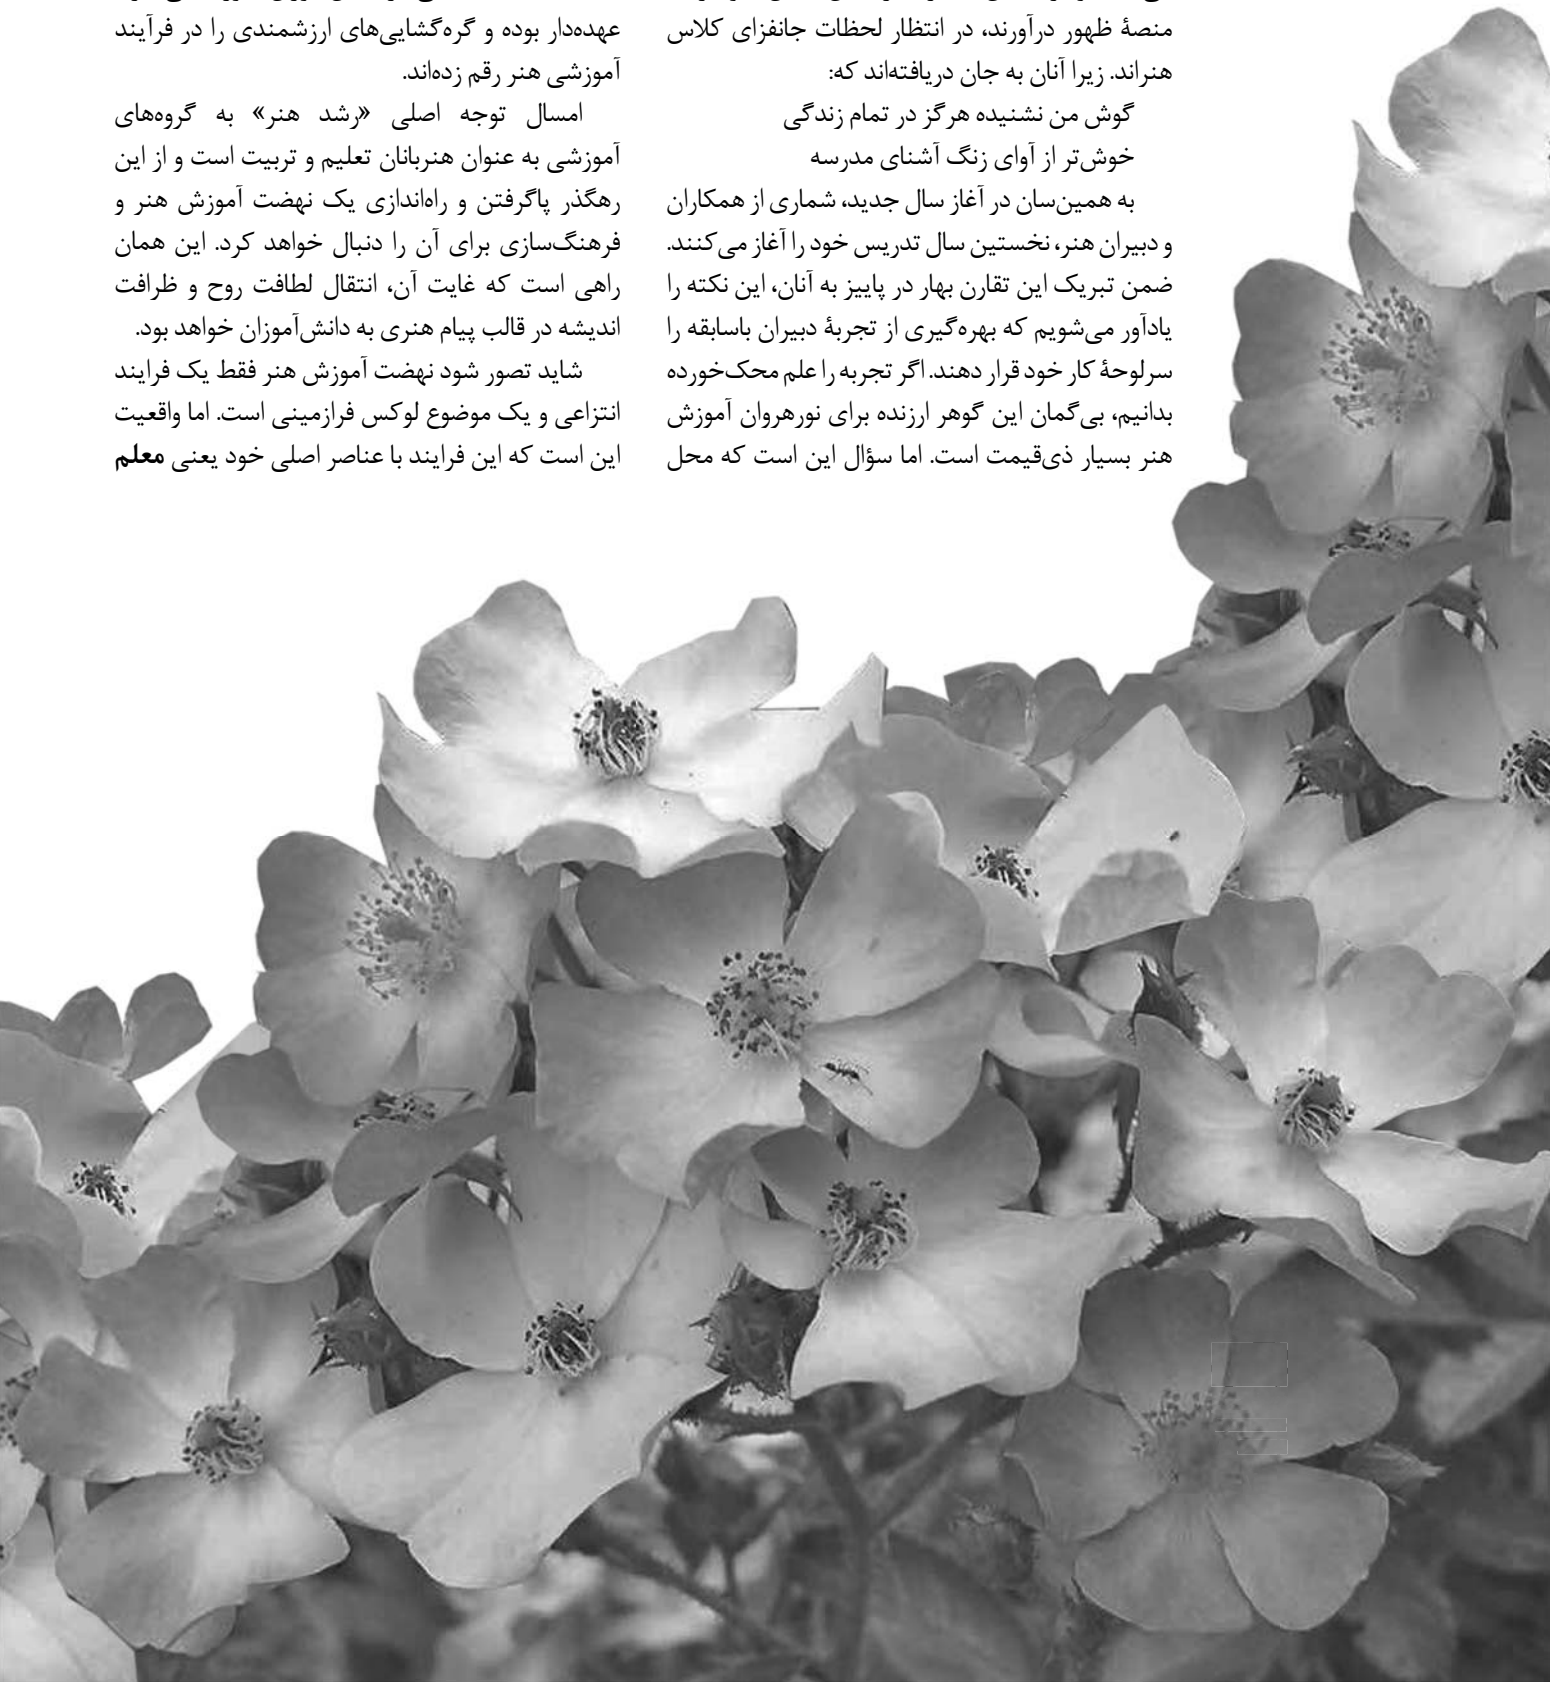 منصۀ ظهور درآورند، در انتظار لحظات جانفزای کلاس
هنراند. زیرا آنان به جان دریافته‌اند که:
گوش من نشنیده هرگز در تمام زندگی
خوش‌تر از آوای زنگ آشنای مدرسه
به همین‌سان در آغاز سال جدید، شماری از همکاران
و دبیران هنر، نخستین سال تدریس خود را آغاز می‌کنند.
ضمن تبریک این تقارن بهار در پاییز به آنان، این نکته را
یادآور می‌شویم که بهره‌گیری از تجربۀ دبیران باسابقه را
سرلوحۀ کار خود قرار دهند. اگر تجربه را علم محک‌خورده
بدانیم، بی‌گمان این گوهر ارزنده برای نورهروان آموزش
هنر بسیار ذی‌قیمت است. اما سؤال این است که محل
عهده‌دار بوده و گره‌گشایی‌های ارزشمندی را در فرآیند
آموزشی هنر رقم زده‌اند.
امسال توجه اصلی «رشد هنر» به گروه‌های
آموزشی به عنوان هنربانان تعلیم و تربیت است و از این
رهگذر پاگرفتن و راه‌اندازی یک نهضت آموزش هنر و
فرهنگ‌سازی برای آن را دنبال خواهد کرد. این همان
راهی است که غایت آن، انتقال لطافت روح و ظرافت
اندیشه در قالب پیام هنری به دانش‌آموزان خواهد بود.
شاید تصور شود نهضت آموزش هنر فقط یک فرایند
انتزاعی و یک موضوع لوکس فرازمینی است. اما واقعیت
این است که این فرایند با عناصر اصلی خود یعنی معلم